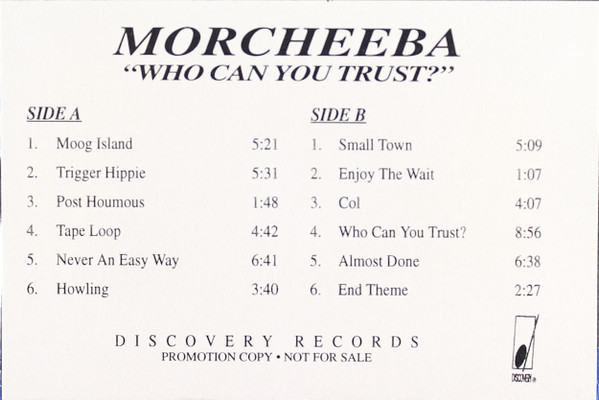 MORCHEEBA
“WHO CAN YOU TRUST?”
SIDE A
1. Moog Island 5:21
2. Trigger Hippie 5:31
3. Post Houmous 1:48
4. Tape Loop 4:42
5. Never An Easy Way 6:41
6. Howling 3:40
SIDE B
1. Small Town 5:09
2. Enjoy The Wait 1:07
3. Col 4:07
4. Who Can You Trust? 8:56
5. Almost Done 6:38
6. End Theme 2:27
DISCOVERY RECORDS
PROMOTION COPY • NOT FOR SALE
DISCOVERY